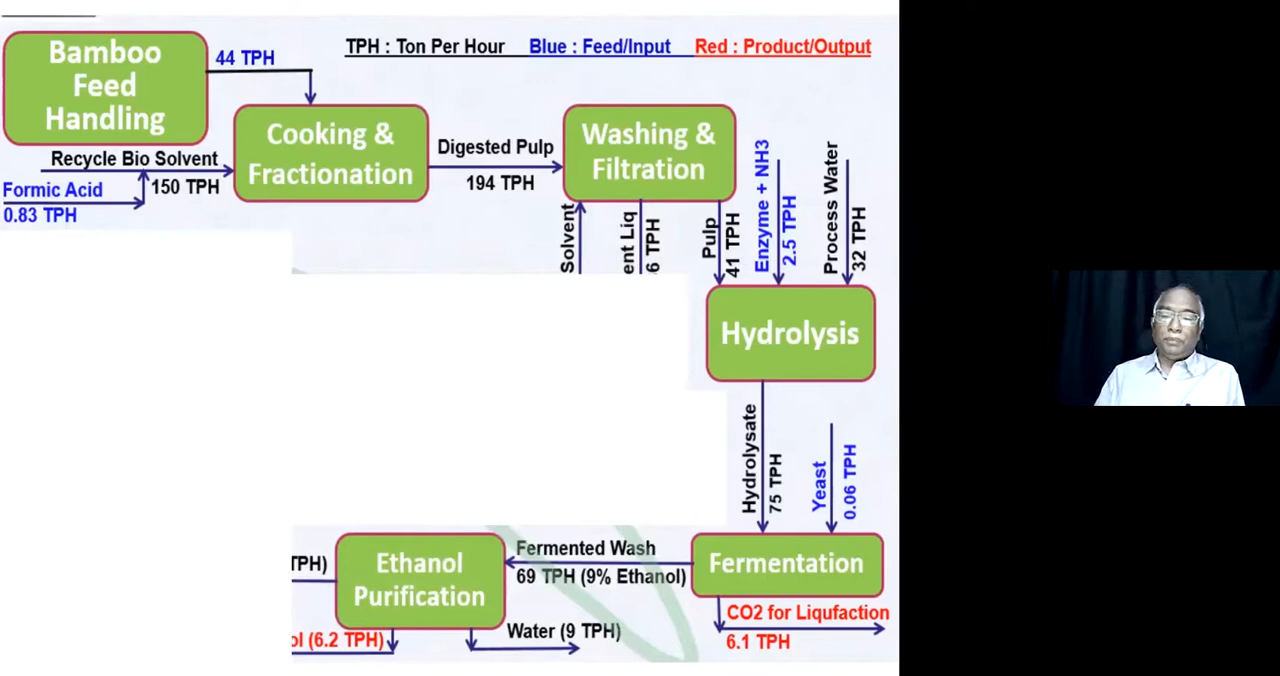 TPH : Ton Per Hour Blue : Feed/Input Red : Product/Output
Bamboo
Feed
Handling
44 TPH
Cooking &
Fractionation
Recycle Bio Solvent
150 TPH
Formic Acid
0.83 TPH
Digested Pulp
194 TPH
Washing &
Filtration
Solvent
Pulp
41 TPH
Enzyme + NH3
2.5 TPH
Process Water
32 TPH
Hydrolysis
Hydrolysate
75 TPH
Yeast
0.06 TPH
Fermentation
CO2 for Liqufaction
6.1 TPH
Fermented Wash
69 TPH (9% Ethanol)
Ethanol
Purification
TPH)
(6.2 TPH)
Water (9 TPH)